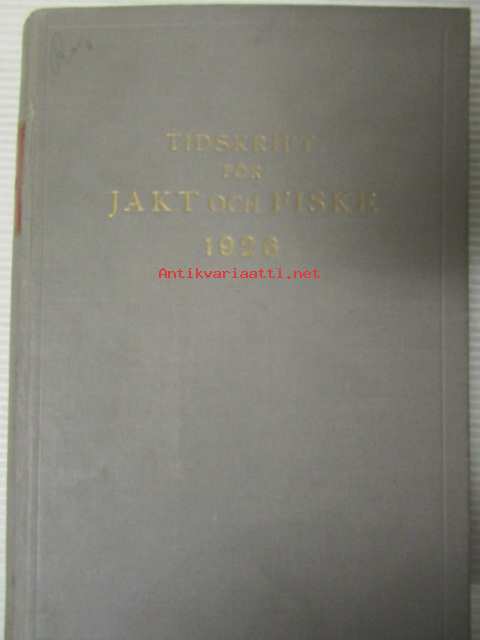 TIDSKRIFT
FÖR
JAKT OCH FISKE
1926
Antikvariaatti.net